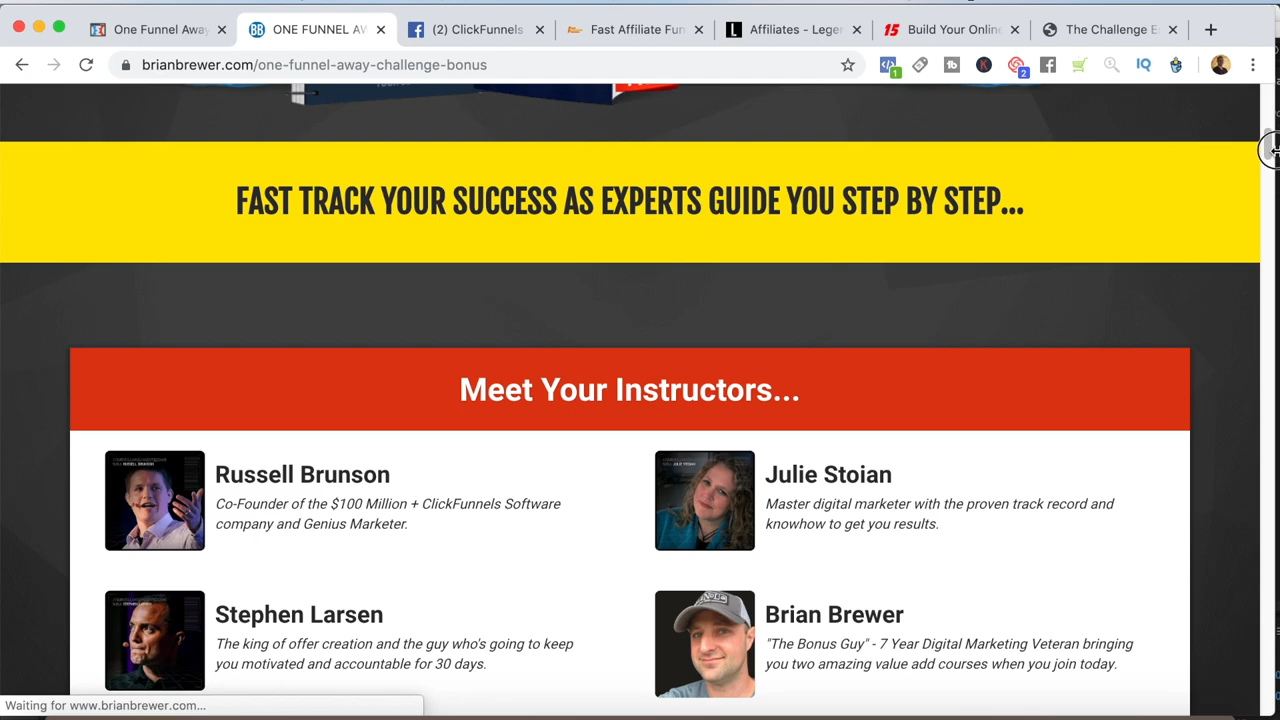 One Funnel Away
ONE FUNNEL AW
(2) ClickFunnels
Fast Affiliate Fun
Affiliates - Leger
Build Your Online
The Challenge E
brianbrewer.com/one-funnel-away-challenge-bonus
1
2
IQ
FAST TRACK YOUR SUCCESS AS EXPERTS GUIDE YOU STEP BY STEP...
Meet Your Instructors...
Russell Brunson
Co-Founder of the $100 Million + ClickFunnels Software
company and Genius Marketer.
Julie Stoian
Master digital marketer with the proven track record and
knowhow to get you results.
Stephen Larsen
The king of offer creation and the guy who's going to keep
you motivated and accountable for 30 days.
Brian Brewer
"The Bonus Guy" - 7 Year Digital Marketing Veteran bringing
you two amazing value add courses when you join today.
Waiting for www.brianbrewer.com...